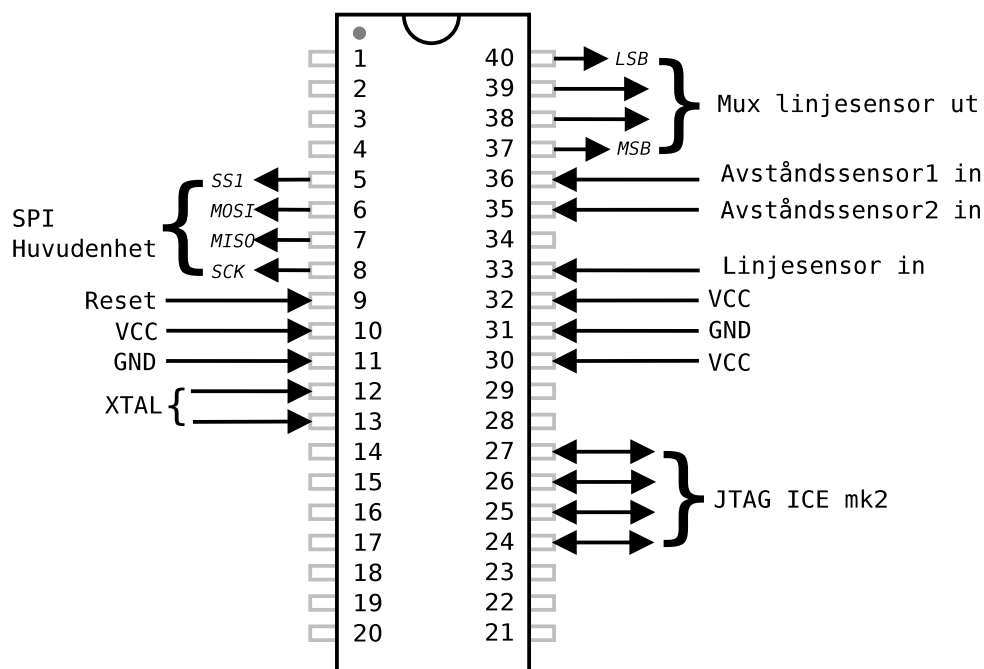 1 40 LSB
2 39
3 38
Mux linjesensor ut
4 37 MSB
SS1 5 36 Avståndssensor1 in
MOSI 6 35 Avståndssensor2 in
SPI
Huvudenhet
MISO 7 34
SCK 8 33 Linjesensor in
Reset 9 32 VCC
VCC 10 31 GND
GND 11 30 VCC
XTAL
12 29
13 28
14 27
15 26
JTAG ICE mk2
16 25
17 24
18 23
19 22
20 21